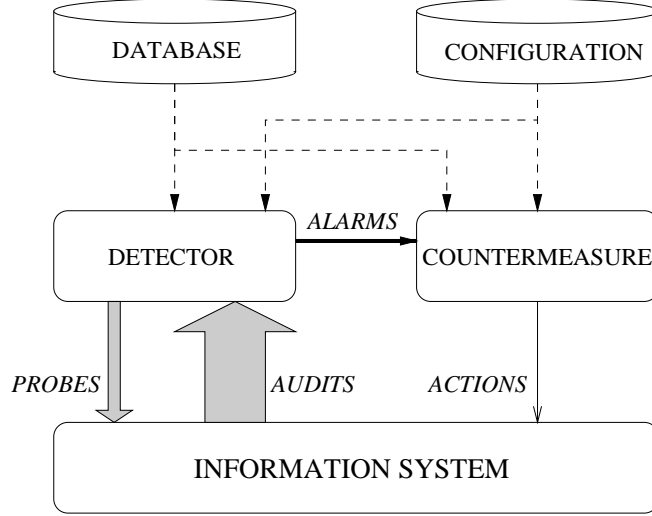 DATABASE
CONFIGURATION
ALARMS
DETECTOR
COUNTERMEASURE
PROBES
AUDITS
ACTIONS
INFORMATION SYSTEM